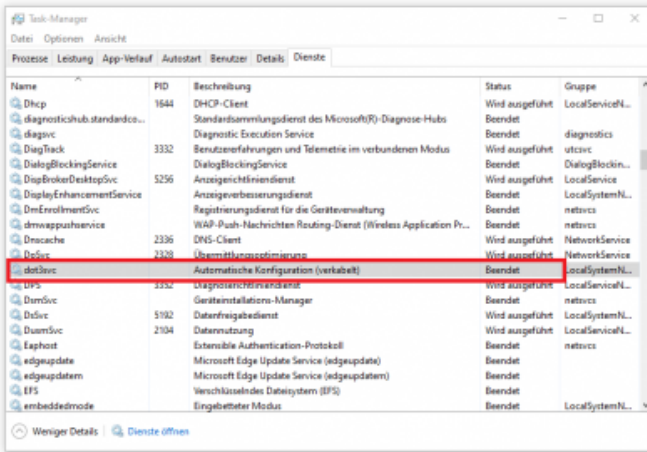 Task-Manager
Datei Optionen Ansicht
Prozesse Leistung App-Verlauf Autostart Benutzer Details Dienste
Name PID Beschreibung Status Gruppe
Dhcp 1644 DHCP-Client Wird ausgeführt LocalServiceN...
diagnosticshub.standardco... Standardsammlungsdienst des Microsoft(R)-Diagnose-Hubs Beendet
diagsvc Diagnostic Execution Service Beendet diagnostics
DiagTrack 3332 Benutzererfahrungen und Telemetrie im verbundenen Modus Wird ausgeführt utcsvc
DialogBlockingService DialogBlockingService Beendet DialogBlockin...
DispBrokerDesktopSvc 5256 Anzeigerichtliniendienst Wird ausgeführt LocalService
DisplayEnhancementService Anzeigeverbesserungsdienst Beendet LocalSystemN...
DmEnrollmentSvc Registrierungsdienst für die Geräteverwaltung Beendet netsvcs
dmwappushservice WAP-Push-Nachrichten Routing-Dienst (Wireless Application Pr... Beendet netsvcs
Dnscache 2336 DNS-Client Wird ausgeführt NetworkService
DoSvc 2328 Übermittlungsoptimierung Wird ausgeführt NetworkService
dot3svc Automatische Konfiguration (verkabelt) Beendet LocalSystemN...
DPS 3352 Diagnoserichtliniendienst Wird ausgeführt LocalServiceN...
DsmSvc Geräteinstallations-Manager Beendet netsvcs
DsSvc 5192 Datenfreigabedienst Wird ausgeführt LocalSystemN...
DusmSvc 2104 Datennutzung Wird ausgeführt LocalServiceN...
Eaphost Extensible Authentication-Protokoll Beendet netsvcs
edgeupdate Microsoft Edge Update Service (edgeupdate) Beendet
edgeupdatem Microsoft Edge Update Service (edgeupdatem) Beendet
EFS Verschlüsselndes Dateisystem (EFS) Beendet
embeddedmode Eingebetteter Modus Beendet LocalSystemN...
Weniger Details Dienste öffnen